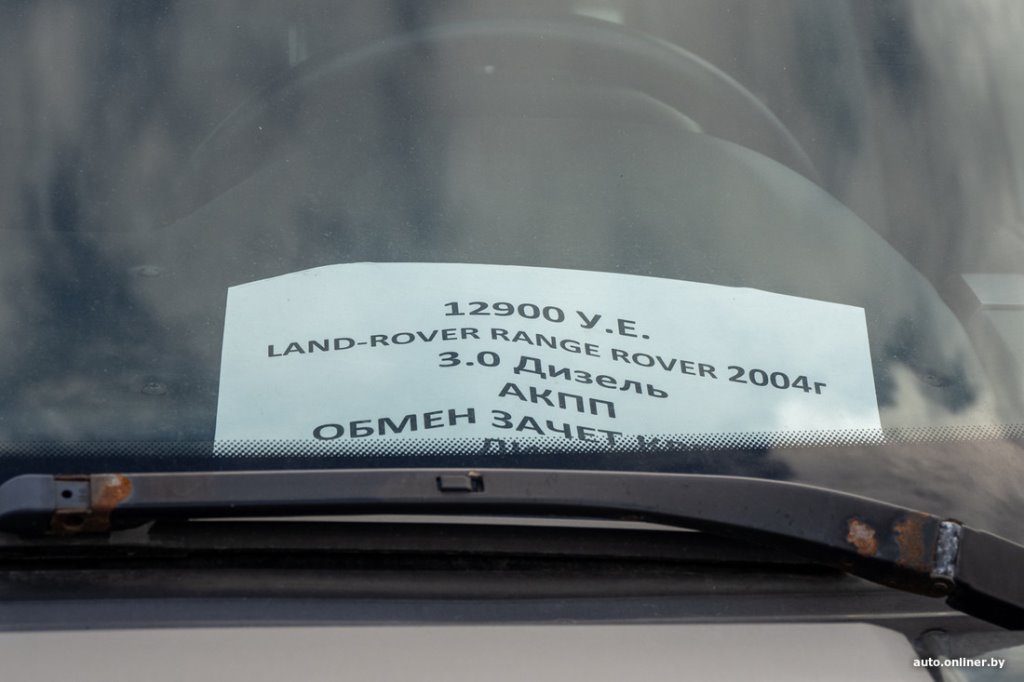 12900 У.Е.
LAND-ROVER RANGE ROVER 2004г
3.0 Дизель
АКПП
ОБМЕН ЗАЧЕТ
auto.onliner.by